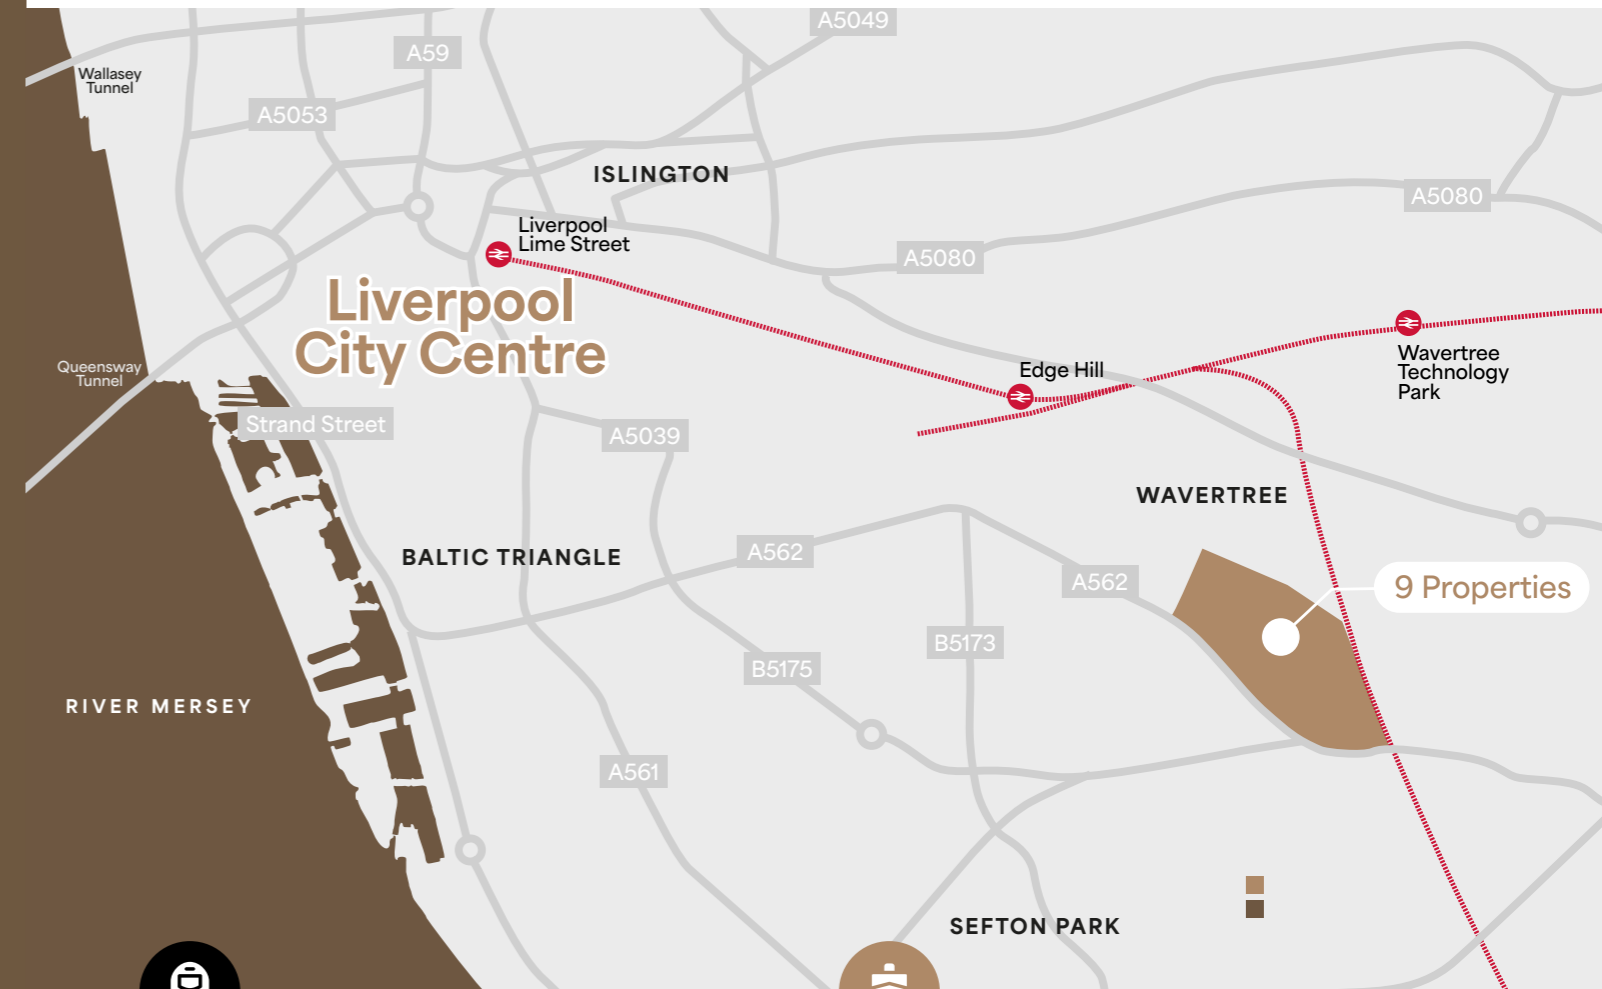 A5049
A59
Wallasey
Tunnel
A5053
ISLINGTON
A5080
Liverpool
Lime Street
A5080
Liverpool
City Centre
Wavertree
Technology
Park
Edge Hill
Queensway
Tunnel
Strand Street
A5039
WAVERTREE
A562
BALTIC TRIANGLE
A562
9 Properties
B5173
B5175
RIVER MERSEY
A561
SEFTON PARK